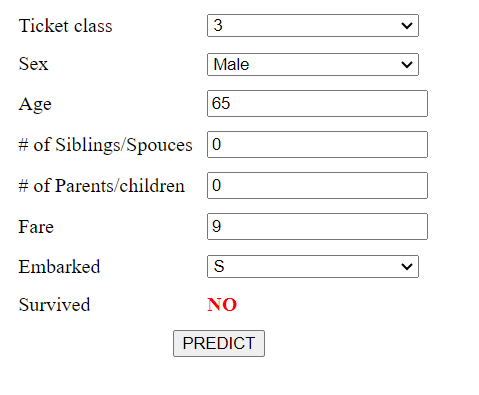 Ticket class 3
Sex Male
Age 65
# of Siblings/Spouces 0
# of Parents/children 0
Fare 9
Embarked S
Survived NO
PREDICT